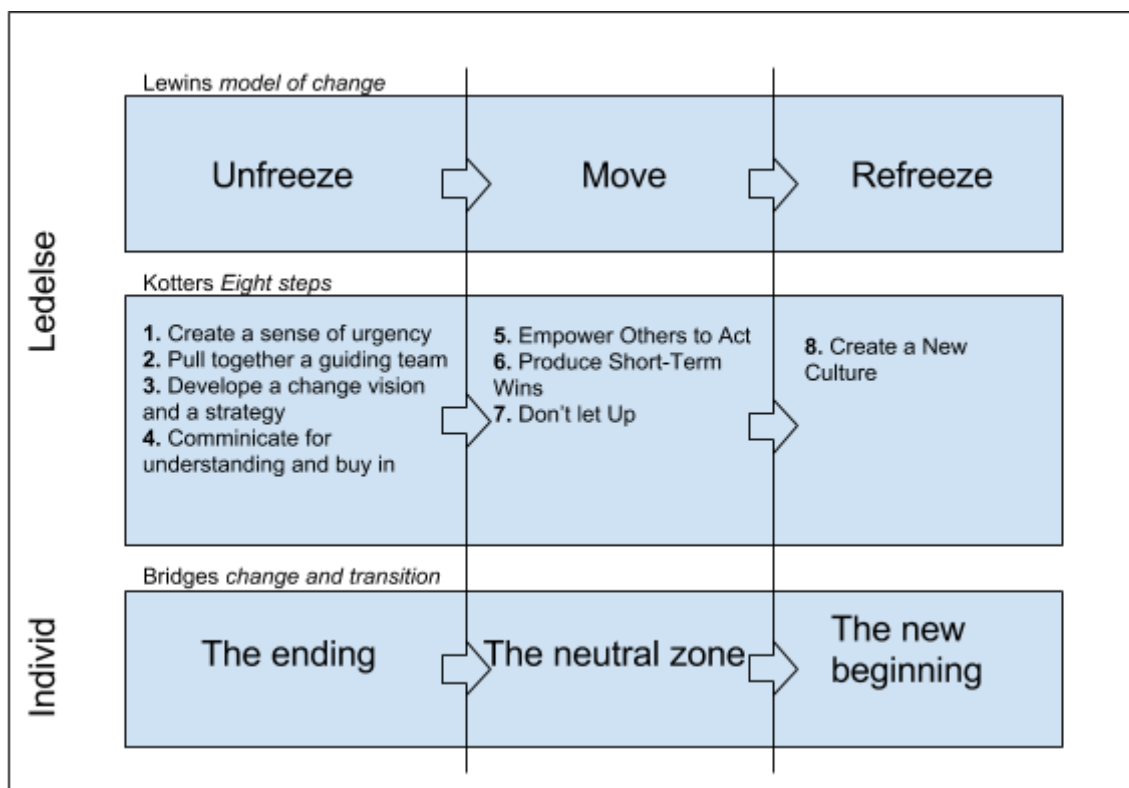 Lewins model of change
Unfreeze
Move
Refreeze
Ledelse
Kotters Eight steps
1. Create a sense of urgency
2. Pull together a guiding team
3. Develope a change vision
and a strategy
4. Comminicate for
understanding and buy in
5. Empower Others to Act
6. Produce Short-Term
Wins
7. Don't let Up
8. Create a New
Culture
Individ
Bridges change and transition
The ending
The neutral zone
The new
beginning